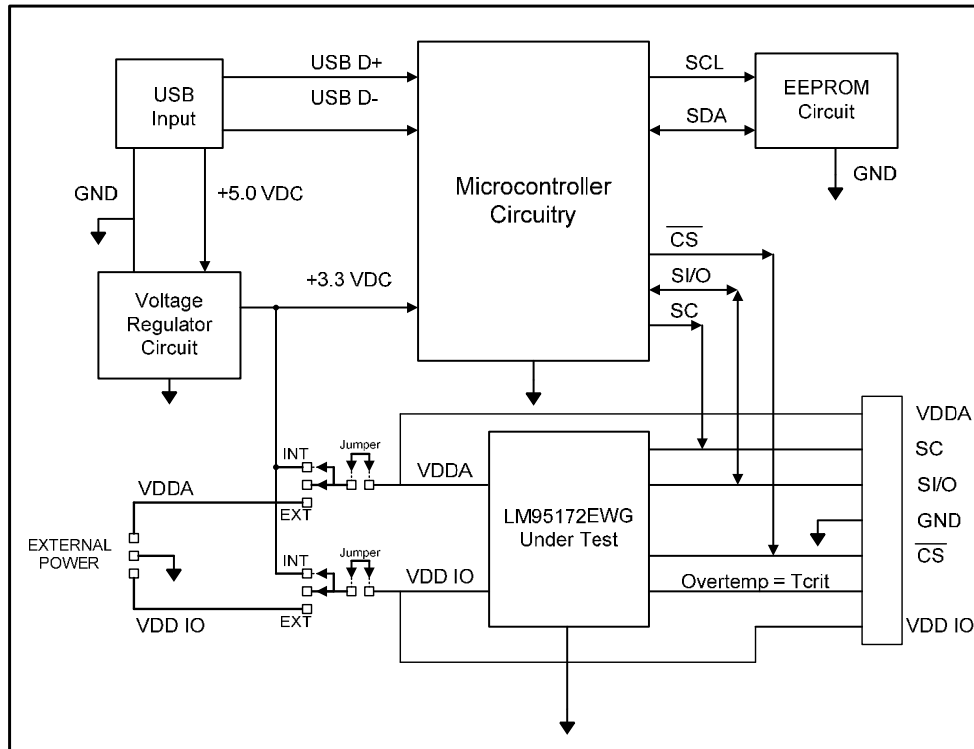 USB D+
USB D-
USB
Input
SCL
SDA
EEPROM
Circuit
GND
+5.0 VDC
GND
Microcontroller
Circuitry
CS
SI/O
SC
+3.3 VDC
Voltage
Regulator
Circuit
INT
Jumper
VDDA
VDDA
EXT
EXTERNAL
POWER
INT
Jumper
VDD IO
VDD IO
EXT
LM95172EWG
Under Test
Overtemp = Tcrit
VDDA
SC
SI/O
GND
CS
VDD IO